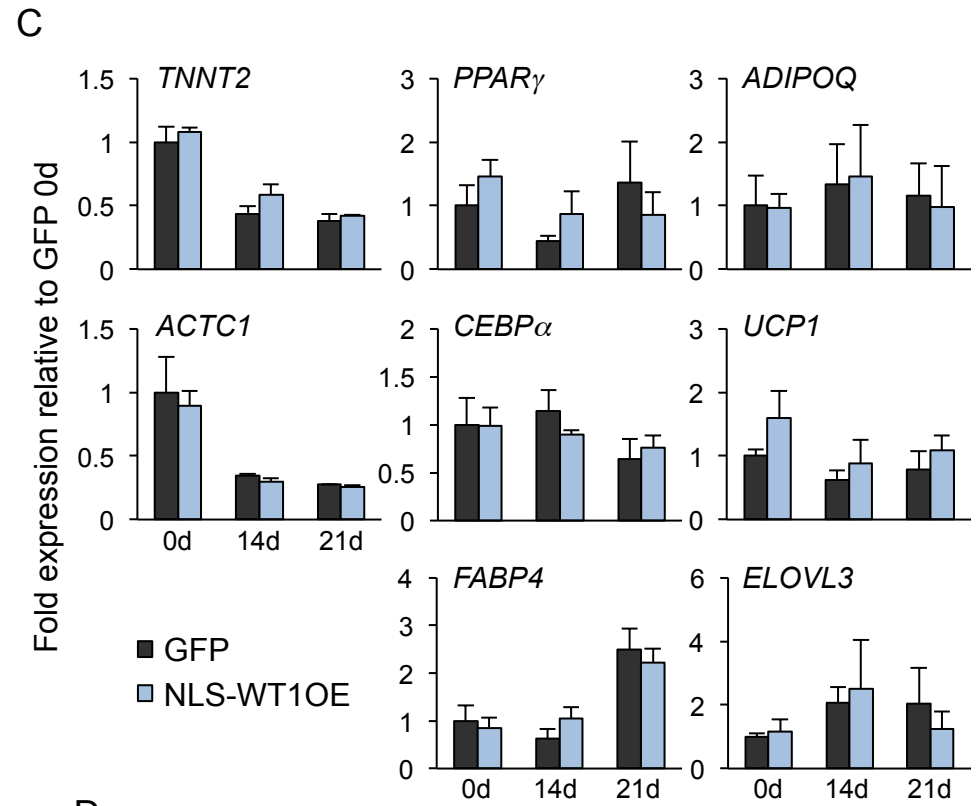 C
Fold expression relative to GFP 0d
TNNT2
1.5
1
0.5
0
PPARγ
3
2
1
0
ADIPOQ
3
2
1
0
ACTC1
1.5
1
0.5
0
0d 14d 21d
CEBPα
2
1.5
1
0.5
0
UCP1
3
2
1
0
GFP
NLS-WT1OE
FABP4
4
3
2
1
0
0d 14d 21d
ELOVL3
6
4
2
0
0d 14d 21d